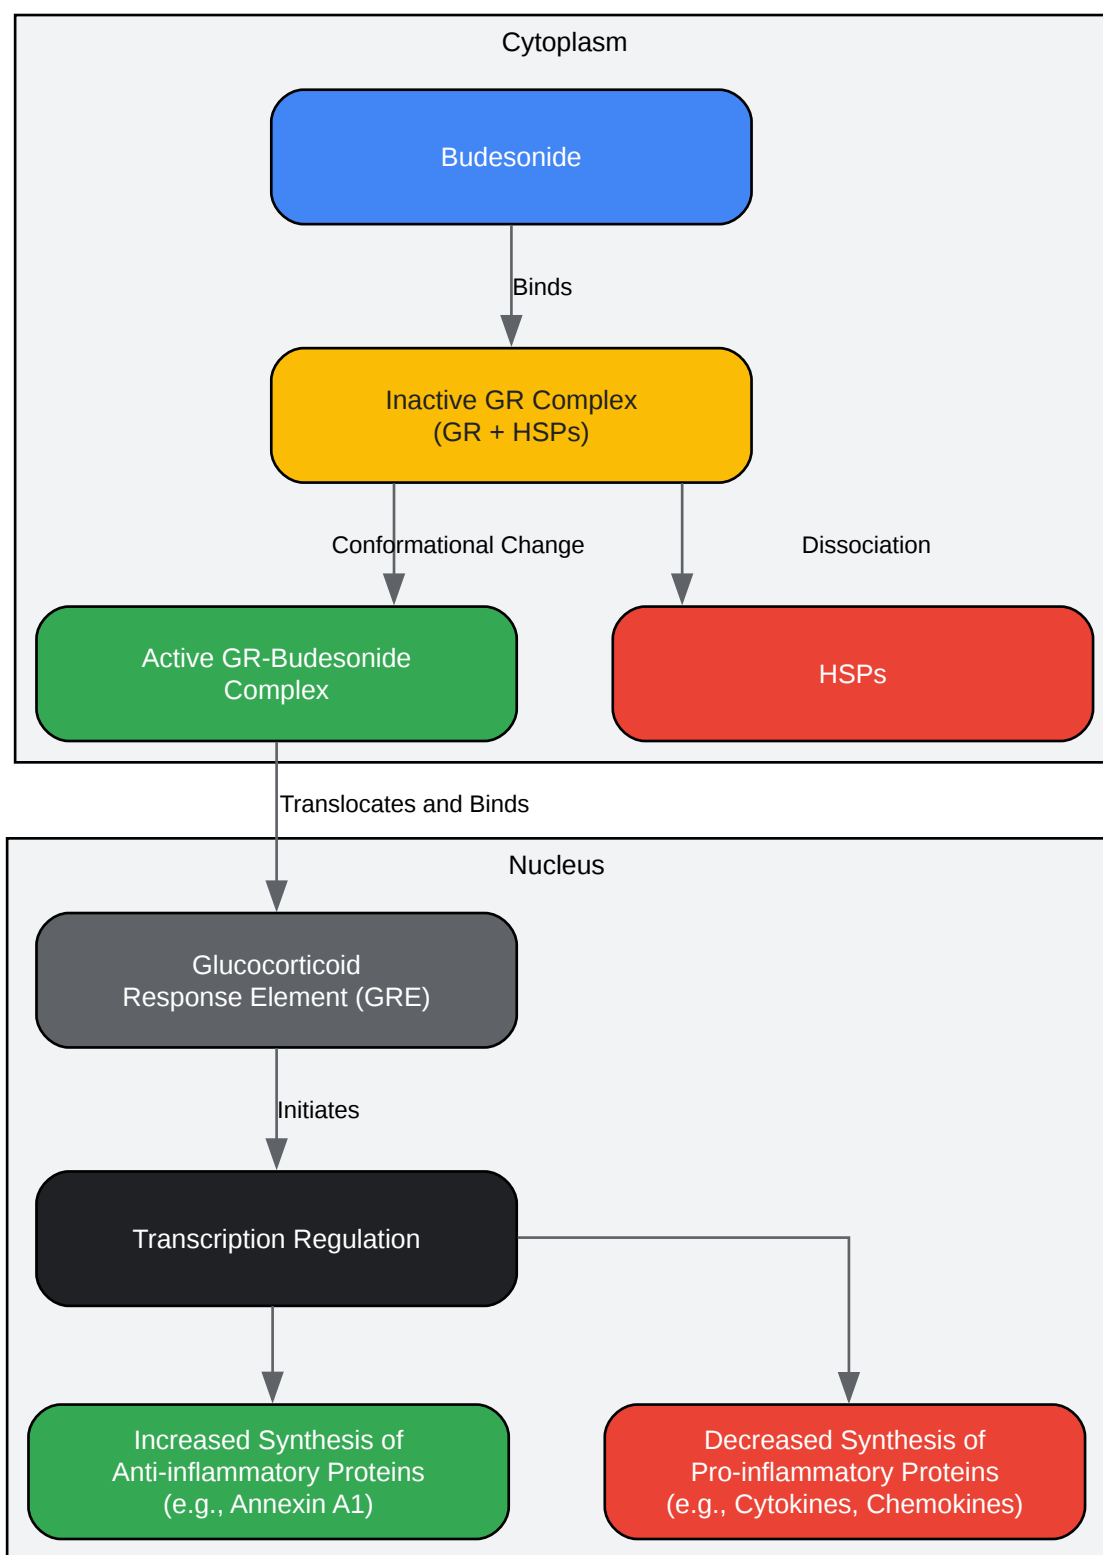 Cytoplasm
Budesonide
Binds
Inactive GR Complex
(GR + HSPs)
Conformational Change
Dissociation
Active GR-Budesonide
Complex
HSPs
Translocates and Binds
Nucleus
Glucocorticoid
Response Element (GRE)
Initiates
Transcription Regulation
Increased Synthesis of
Anti-inflammatory Proteins
(e.g., Annexin A1)
Decreased Synthesis of
Pro-inflammatory Proteins
(e.g., Cytokines, Chemokines)